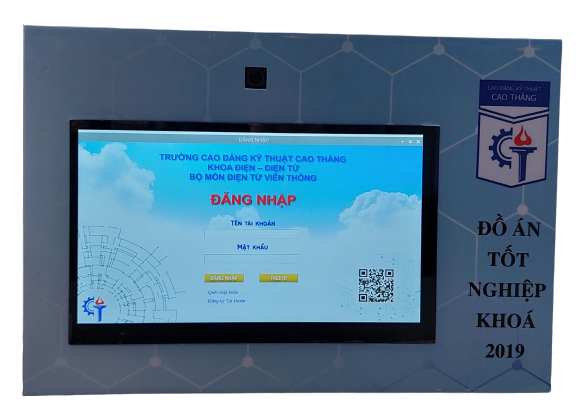 ĐĂNG NHẬP
TRƯỜNG CAO ĐẲNG KỸ THUẬT CAO THẮNG
KHOA ĐIỆN – ĐIỆN TỬ
BỘ MÔN ĐIỆN TỬ VIỄN THÔNG
ĐĂNG NHẬP
TÊN TÀI KHOẢN
MẬT KHẨU
ĐĂNG NHẬP
FACE ID
Quên mật khẩu
Đăng ký Tài khoản
CAO ĐẲNG KỸ THUẬT
CAO THẮNG
ĐỒ ÁN
TỐT
NGHIỆP
KHOÁ
2019